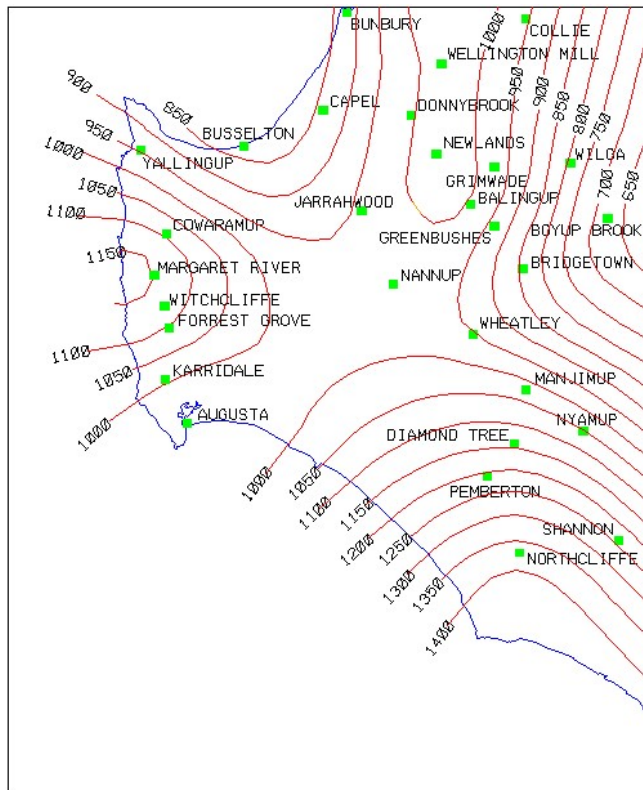 BUNBURY
COLLIE
1000
WELLINGTON MILL
900
950
900
850
800
750
850
CAPEL
DONNYBROOK
950
BUSSELTON
1000
YALLINGUP
NEWLANDS
WILGA
GRIMWADE
1050
700
650
JARRAHWOOD
BALINGUP
1100
COWARAMUP
GREENBUSHES
BOYUP BROOK
1150
MARGARET RIVER
BRIDGETOWN
NANNUP
WITCHCLIFFE
FORREST GROVE
WHEATLEY
1100
1050
KARRIDALE
MANJIMUP
1000
AUGUSTA
NYAMUP
DIAMOND TREE
1000
1050
1100
PEMBERTON
1150
1200
SHANNON
1250
NORTHCLIFFE
1300
1350
1400